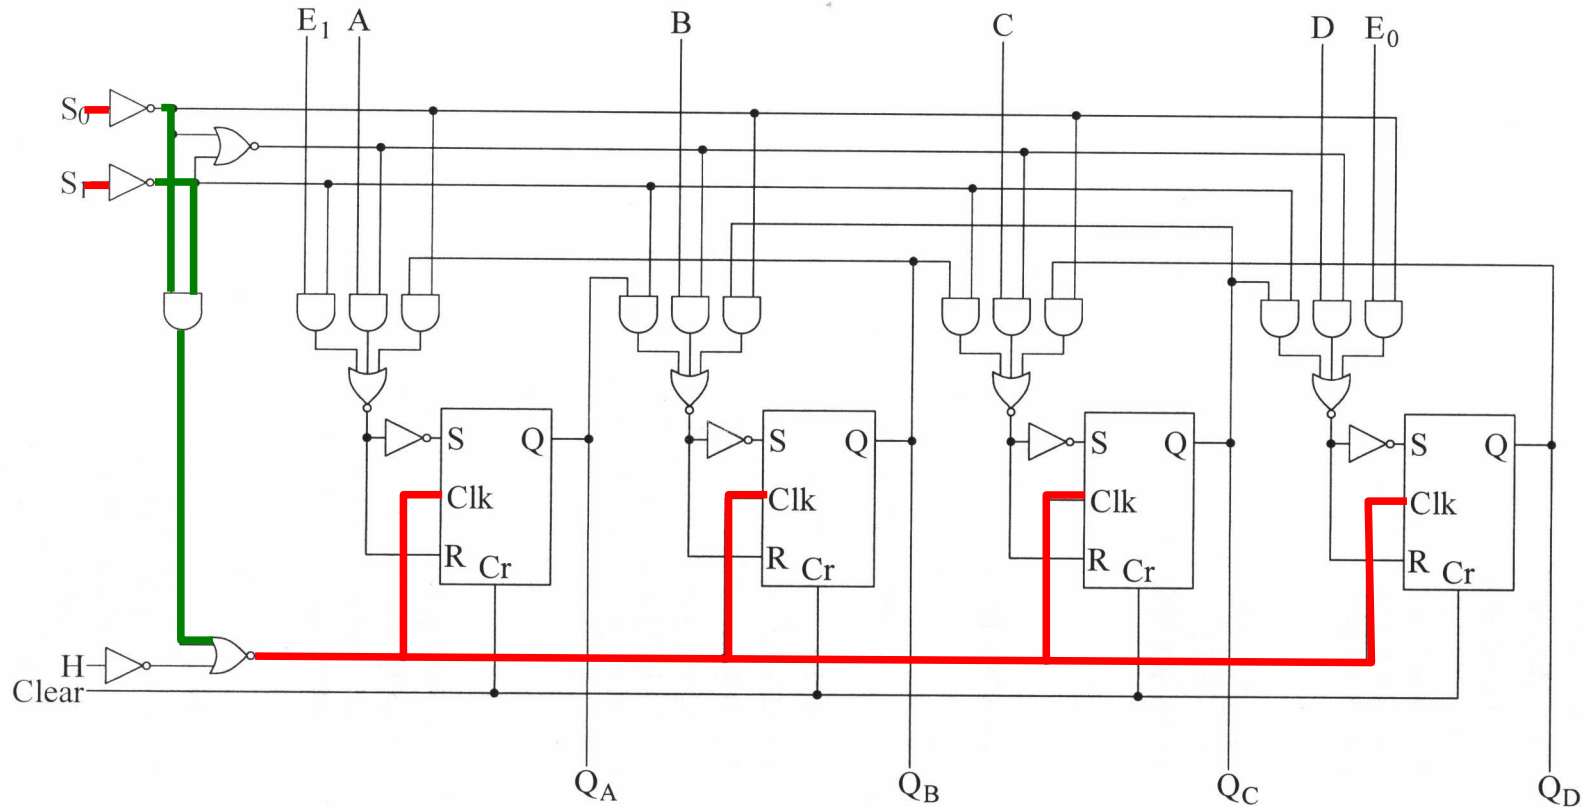 E1 A B C D E0
S0
S1
S Q S Q S Q S Q
Clk Clk Clk Clk
R R R R
Cr Cr Cr Cr
H
Clear
QA QB QC QD